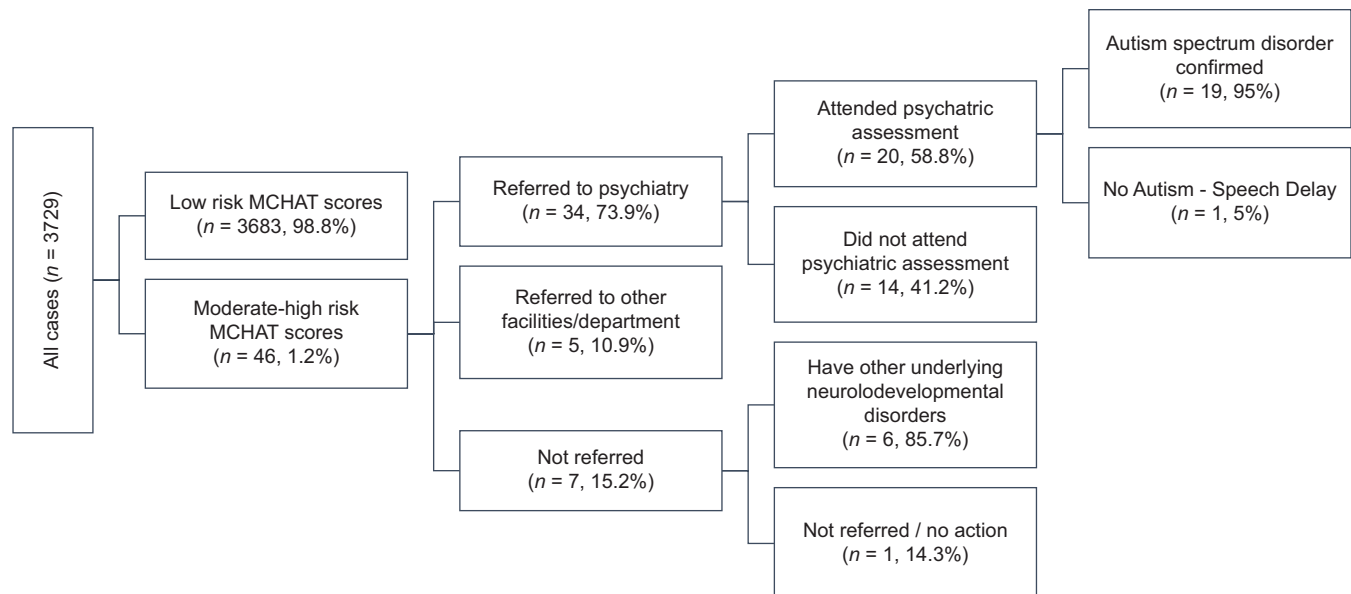 All cases (n = 3729)
Low risk MCHAT scores
(n = 3683, 98.8%)
Moderate-high risk
MCHAT scores
(n = 46, 1.2%)
Referred to psychiatry
(n = 34, 73.9%)
Referred to other
facilities/department
(n = 5, 10.9%)
Not referred
(n = 7, 15.2%)
Attended psychatric
assessment
(n = 20, 58.8%)
Did not attend
psychiatric assessment
(n = 14, 41.2%)
Have other underlying
neurolodevelopmental
disorders
(n = 6, 85.7%)
Not referred / no action
(n = 1, 14.3%)
Autism spectrum disorder
confirmed
(n = 19, 95%)
No Autism - Speech Delay
(n = 1, 5%)